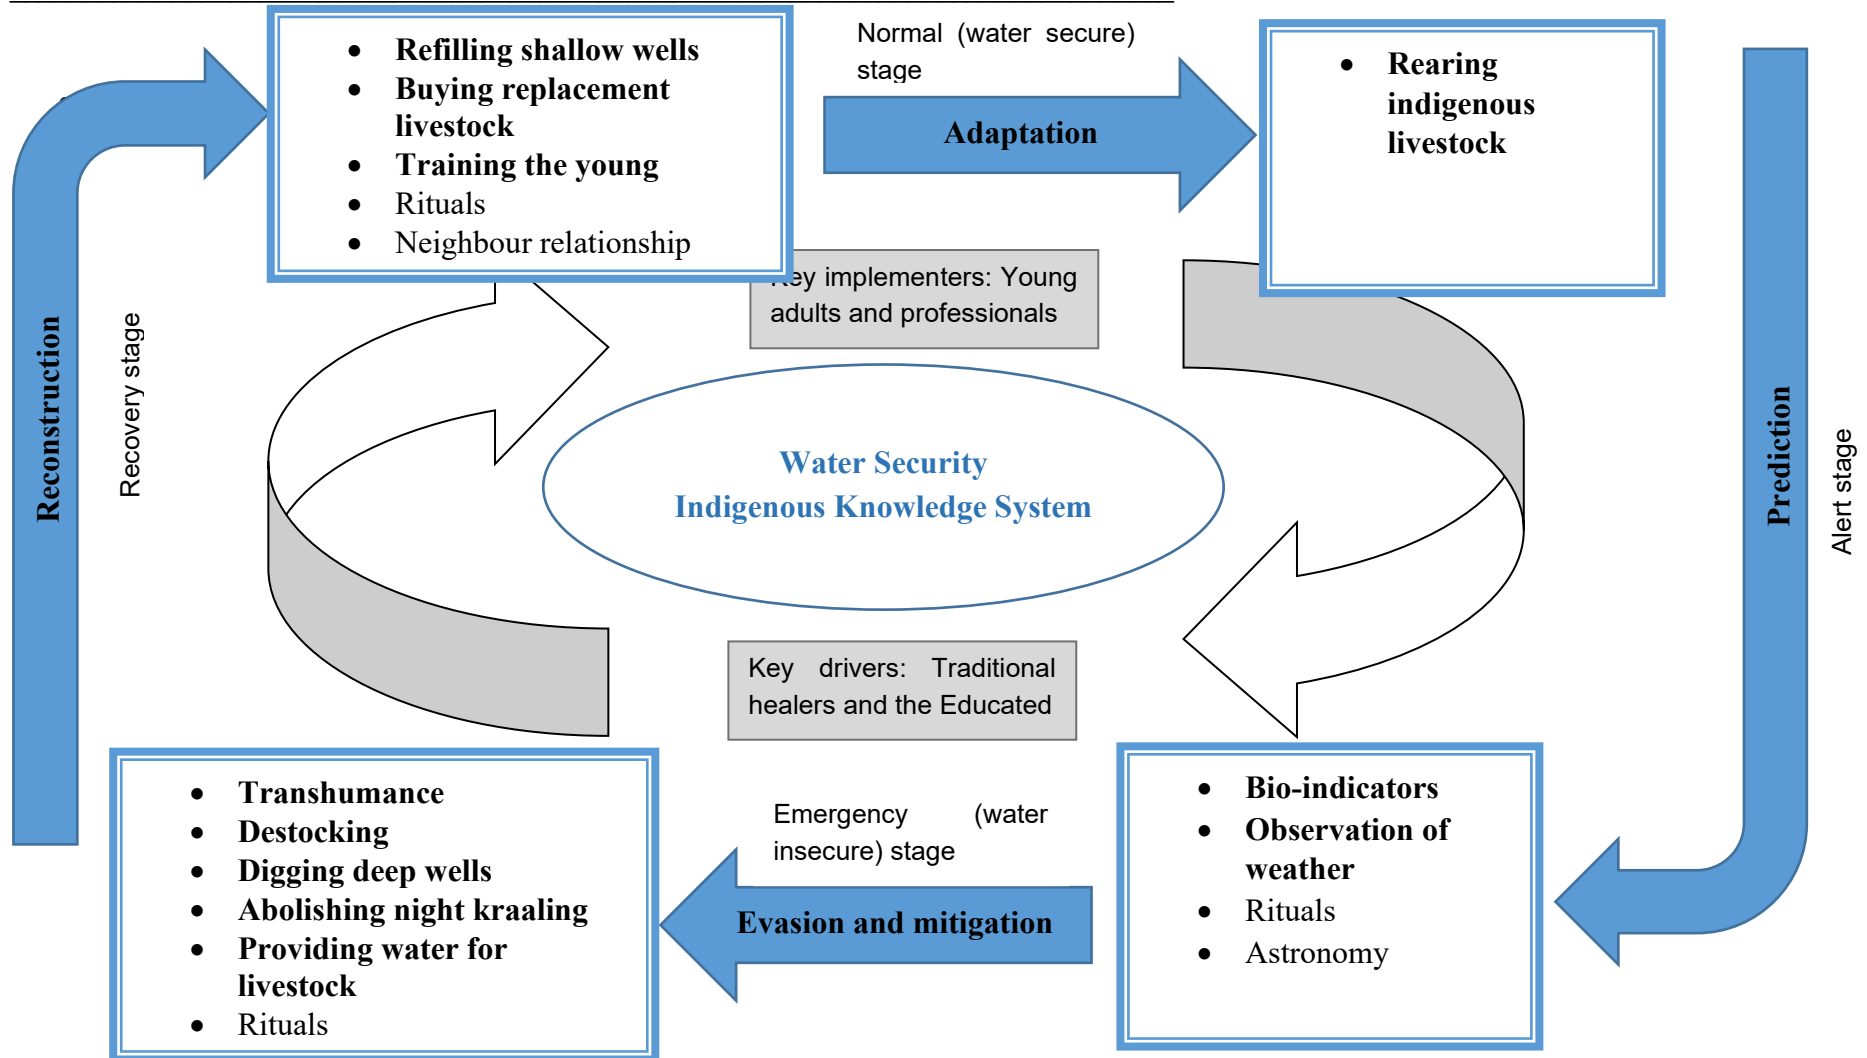 • Refilling shallow wells
• Buying replacement
livestock
• Training the young
• Rituals
• Neighbour relationship
Normal (water secure)
stage
Adaptation
• Rearing
indigenous
livestock
Reconstruction
Recovery stage
Key implementers: Young
adults and professionals
Water Security
Indigenous Knowledge System
Prediction
Alert stage
Key drivers: Traditional
healers and the Educated
• Transhumance
• Destocking
• Digging deep wells
• Abolishing night kraaling
• Providing water for
livestock
• Rituals
Emergency (water
insecure) stage
Evasion and mitigation
• Bio-indicators
• Observation of
weather
• Rituals
• Astronomy